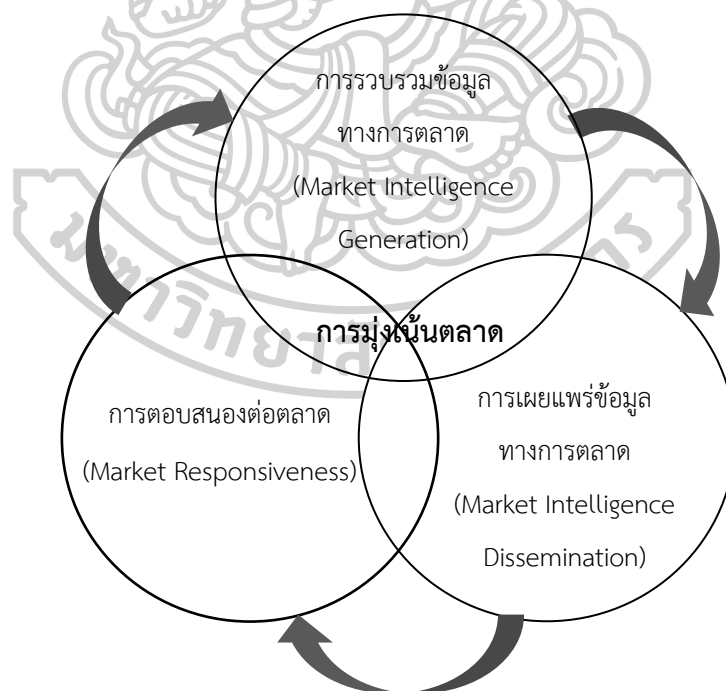 การรวบรวมข้อมูล
ทางการตลาด
(Market Intelligence
Generation)
การมุ่งเน้นตลาด
การตอบสนองต่อตลาด
(Market Responsiveness)
การเผยแพร่ข้อมูล
ทางการตลาด
(Market Intelligence
Dissemination)